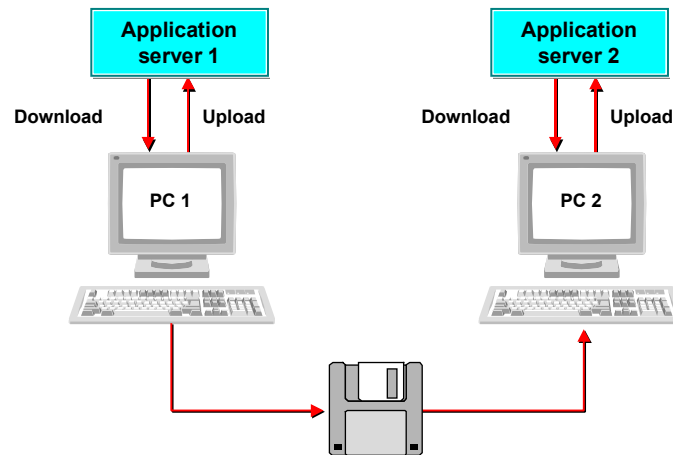 Application
server 1
Application
server 2
Download
Upload
Download
Upload
PC 1
PC 2